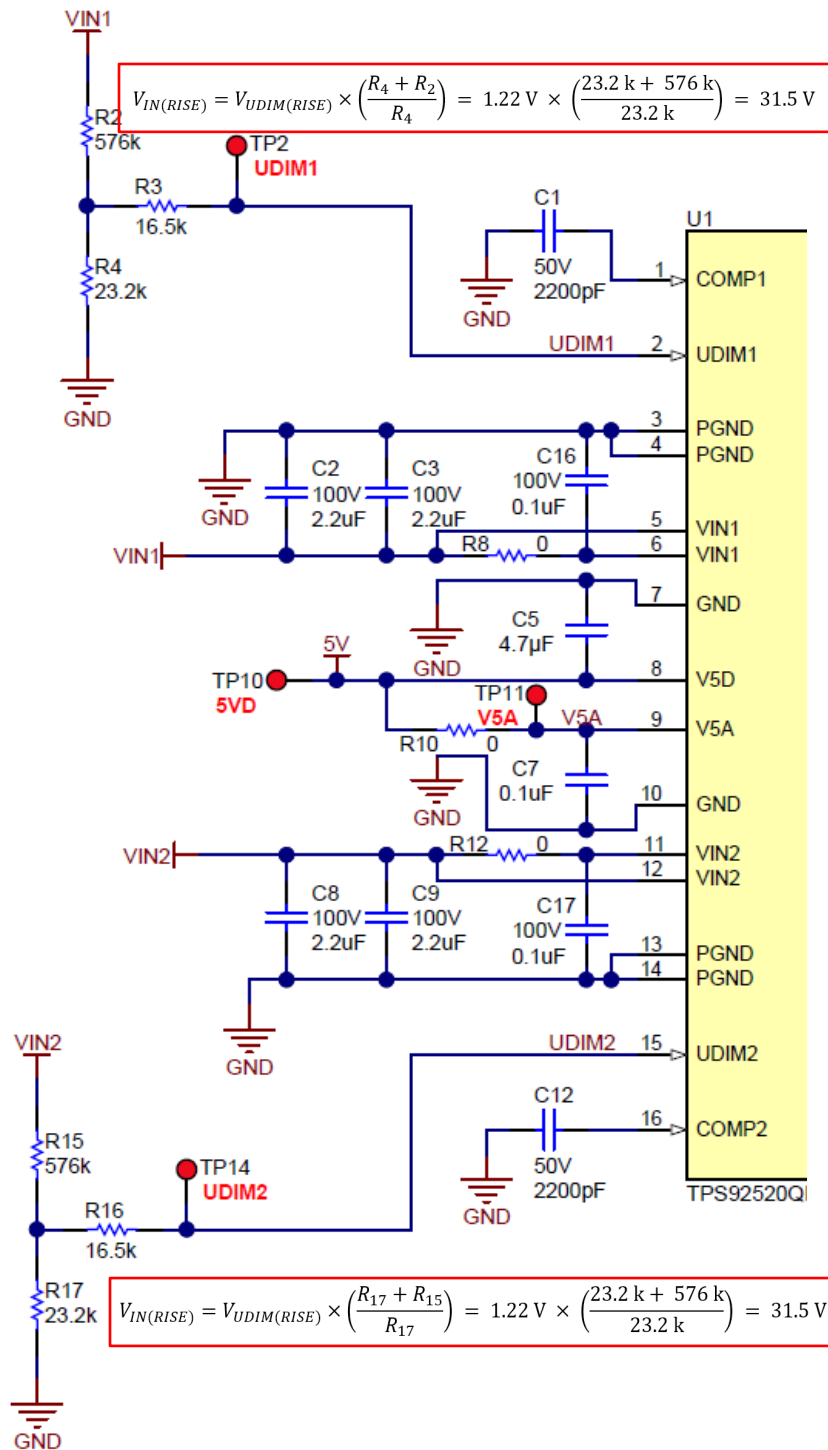 VIN1
V_IN(RISE) = V_UDIM(RISE) × ((R_4 + R_2) / R_4) = 1.22 V × ((23.2 k + 576 k) / 23.2 k) = 31.5 V
R2
576k
TP2
UDIM1
R3
16.5k
R4
23.2k
GND
C1
50V
2200pF
GND
U1
1
COMP1
UDIM1
2
UDIM1
3
PGND
4
PGND
GND
C2
100V
2.2uF
C3
100V
2.2uF
C16
100V
0.1uF
5
VIN1
VIN1
R8
0
6
VIN1
7
GND
GND
C5
4.7µF
5V
TP10
5VD
8
V5D
TP11
V5A
V5A
9
V5A
R10
0
GND
C7
0.1uF
10
GND
VIN2
R12
0
11
VIN2
12
VIN2
C8
100V
2.2uF
C9
100V
2.2uF
C17
100V
0.1uF
13
PGND
14
PGND
GND
VIN2
UDIM2
15
UDIM2
R15
576k
C12
50V
2200pF
GND
16
COMP2
TP14
UDIM2
TPS92520Q
R16
16.5k
R17
23.2k
V_IN(RISE) = V_UDIM(RISE) × ((R_17 + R_15) / R_17) = 1.22 V × ((23.2 k + 576 k) / 23.2 k) = 31.5 V
GND